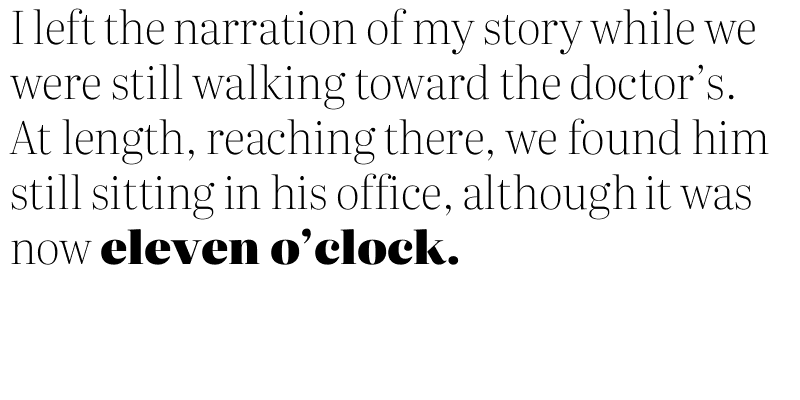 I left the narration of my story while we
were still walking toward the doctor’s.
At length, reaching there, we found him
still sitting in his office, although it was
now eleven o’clock.